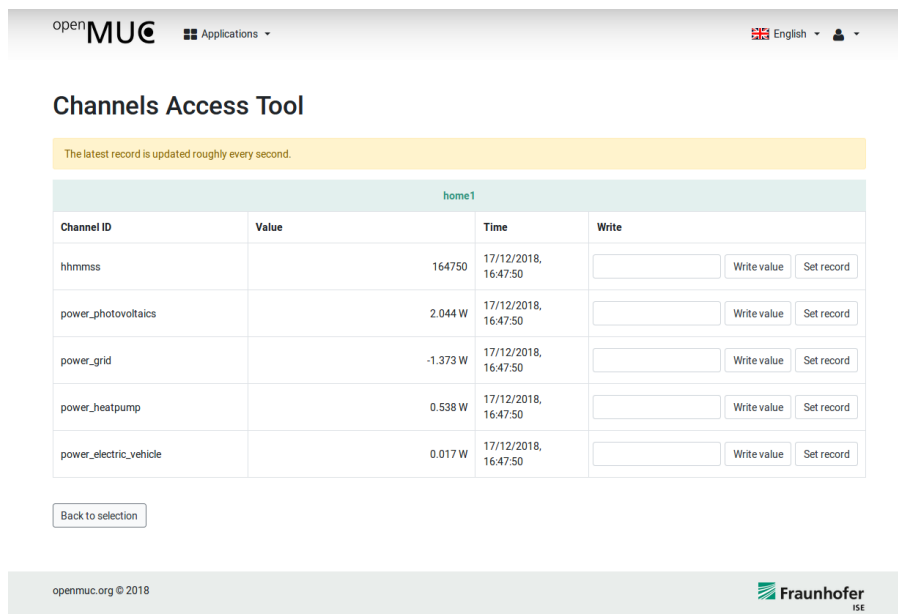 openMUC Applications English
Channels Access Tool
The latest record is updated roughly every second.
home1
Channel ID Value Time Write
hhmmss 164750 17/12/2018, Write value Set record
16:47:50
power_photovoltaics 2.044 W 17/12/2018, Write value Set record
16:47:50
power_grid -1.373 W 17/12/2018, Write value Set record
16:47:50
power_heatpump 0.538 W 17/12/2018, Write value Set record
16:47:50
power_electric_vehicle 0.017 W 17/12/2018, Write value Set record
16:47:50
Back to selection
openmuc.org © 2018 Fraunhofer
ISE